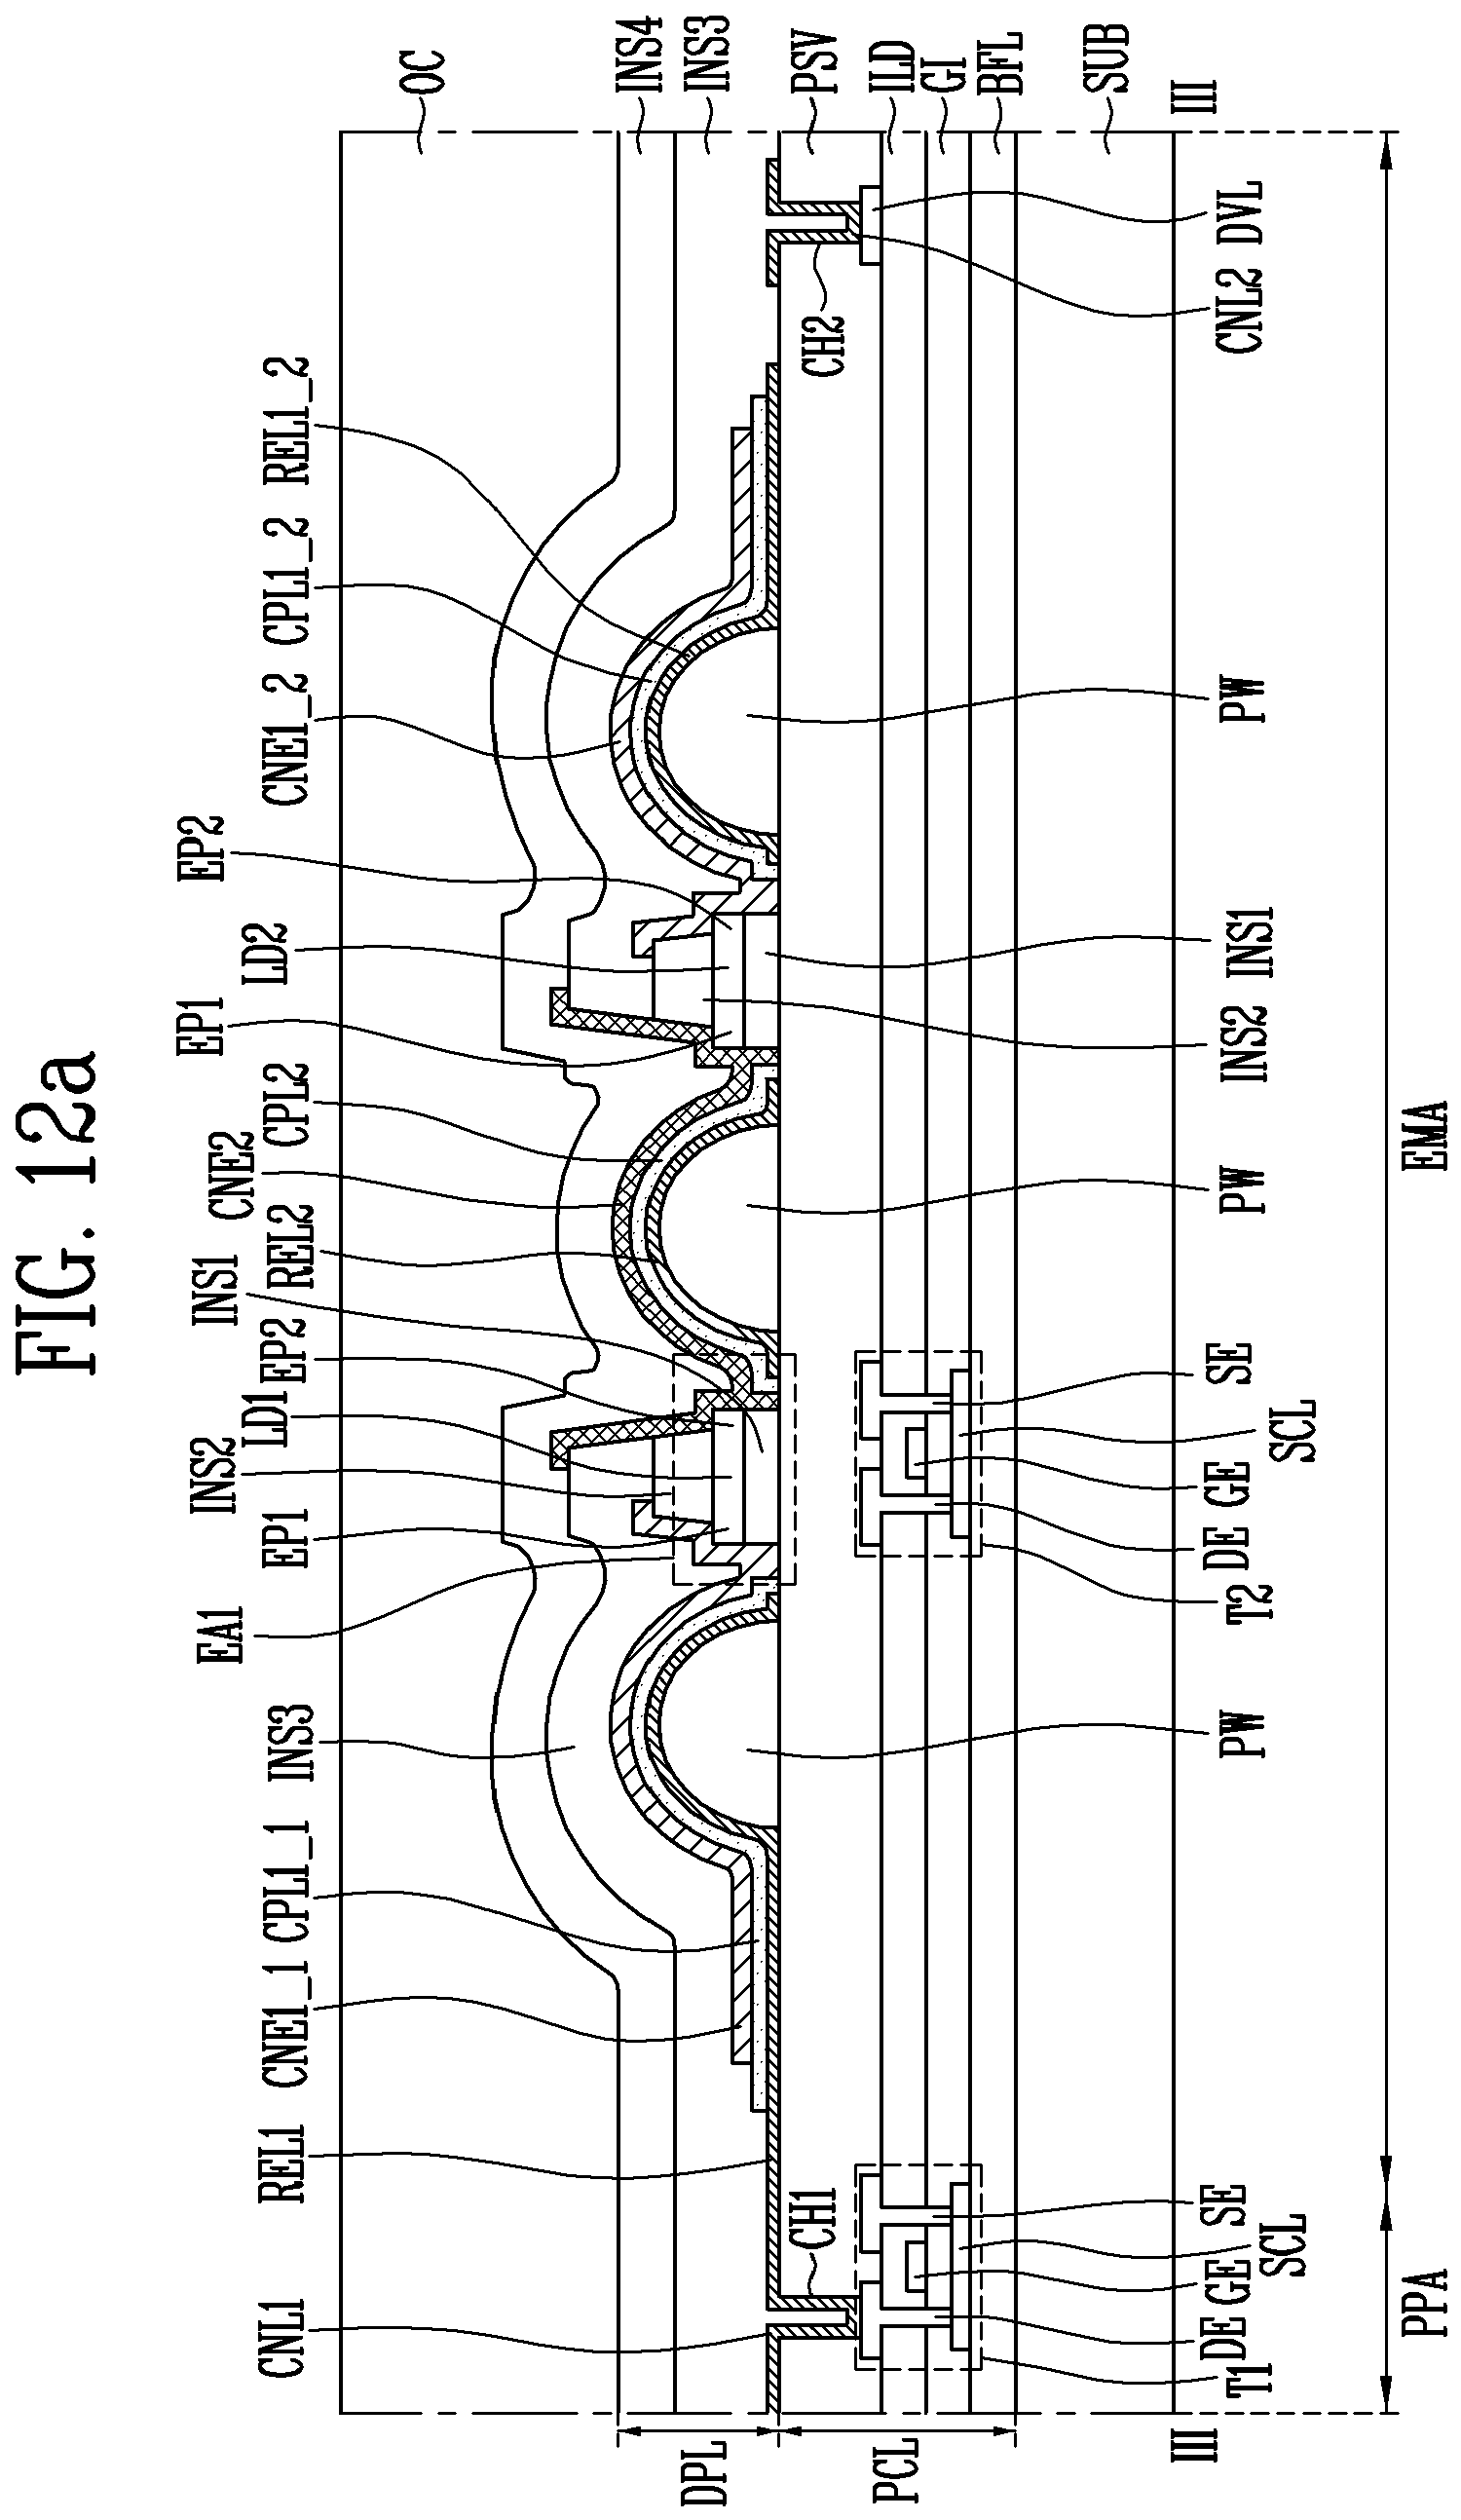 FIG. 12a
CNL1
REL1
CNE1_1
CPL1_1
INS3
EA1
EP1
INS2
LD1
EP2
INS1
REL2
CNE2
CPL2
EP1
LD2
EP2
CNE1_2
CPL1_2
REL1_2
OC
INS4
INS3
PSV
ILD
GI
BFL
SUB
DPL
PCL
CH1
CH2
III
III
T1
DE
GE
SE
SCL
PW
T2
DE
GE
SE
SCL
PW
INS2
INS1
PW
CNL2
DVL
PPA
EMA